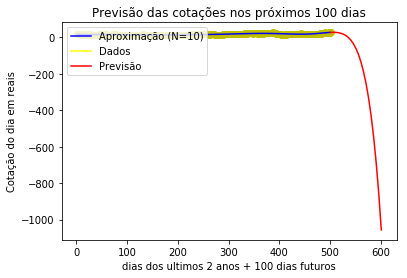 Previsão das cotações nos próximos 100 dias
Aproximação (N=10)
Dados
Previsão
Cotação do dia em reais
0
−200
−400
−600
−800
−1000
0 100 200 300 400 500 600
dias dos ultimos 2 anos + 100 dias futuros